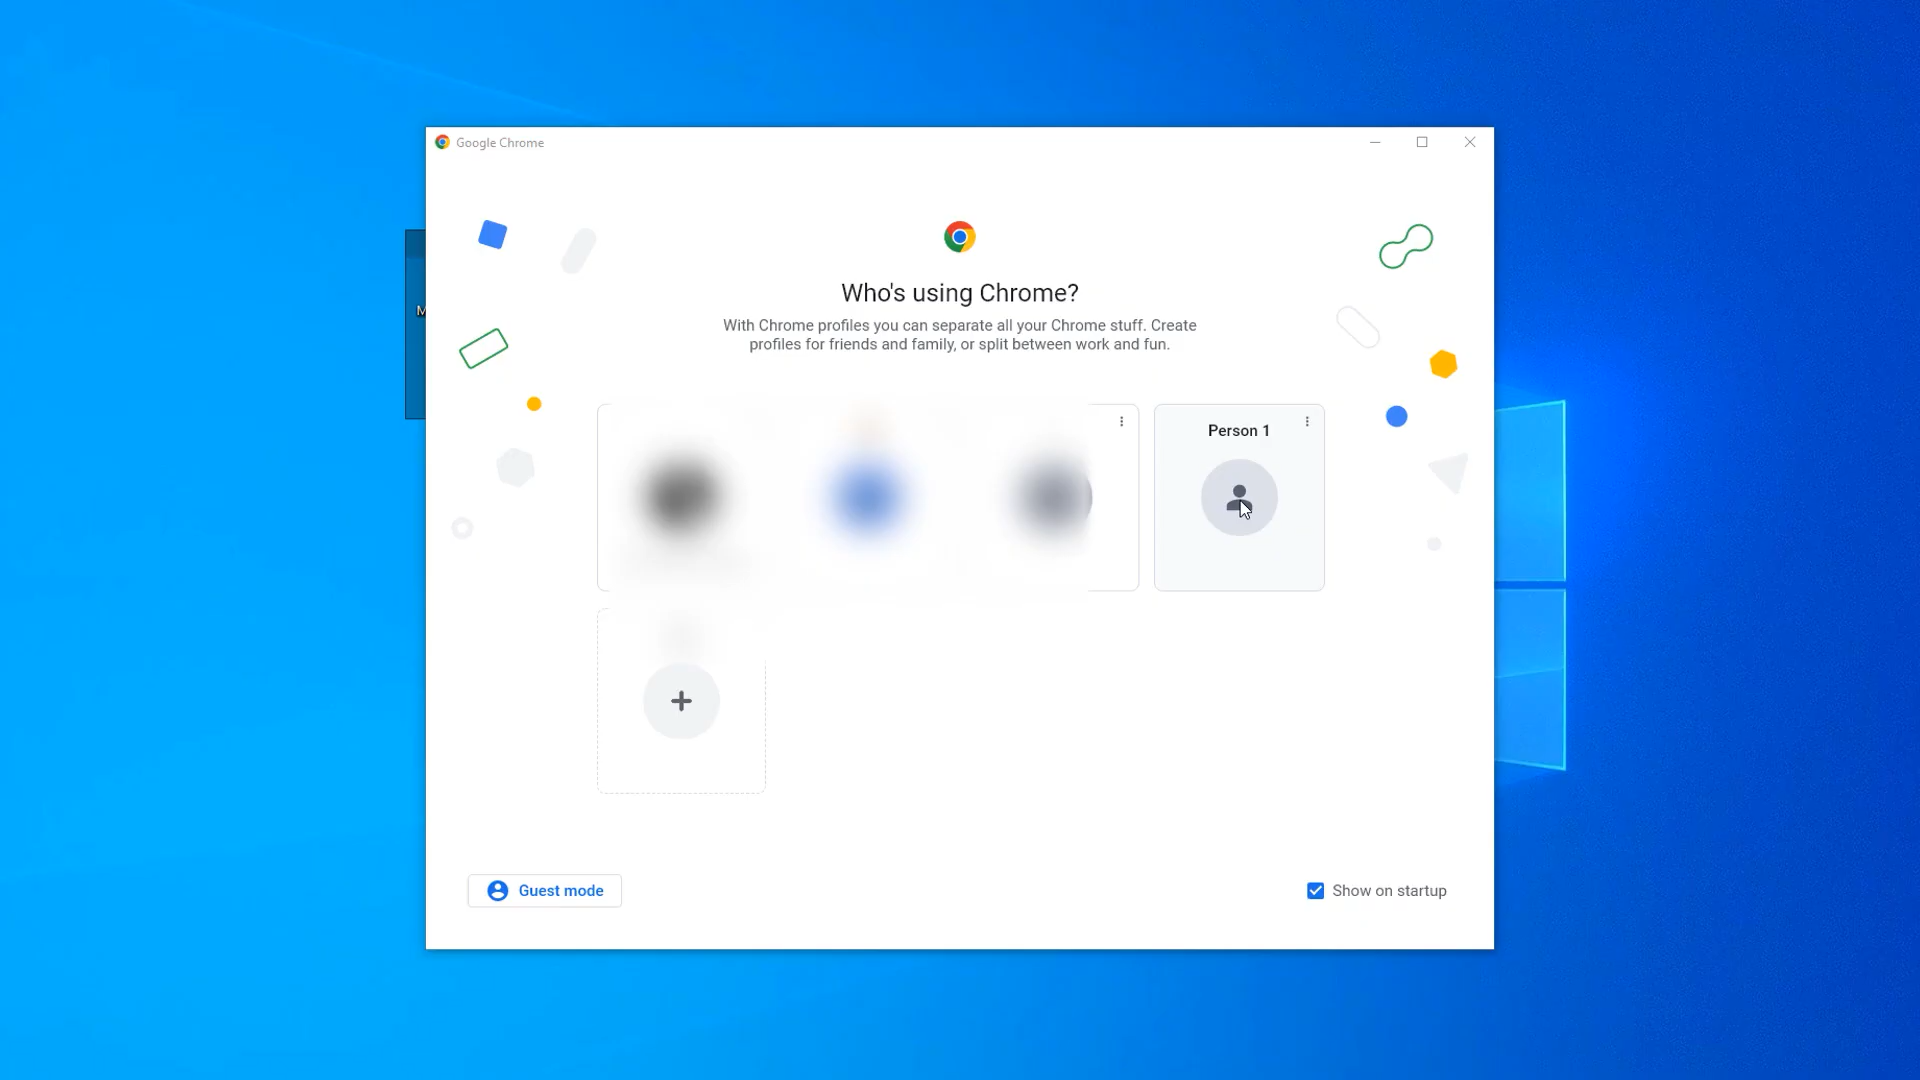 Google Chrome
M
Who's using Chrome?
With Chrome profiles you can separate all your Chrome stuff. Create
profiles for friends and family, or split between work and fun.
Person 1
Guest mode
Show on startup